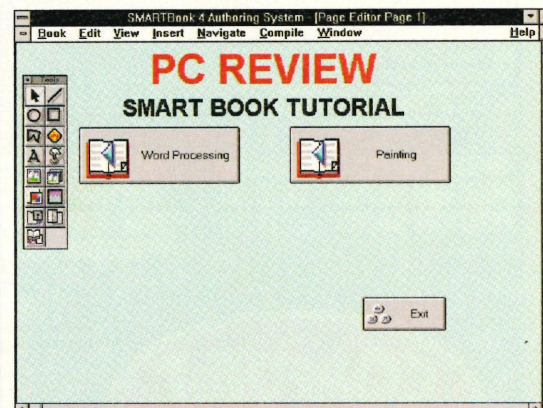 SMARTBook 4 Authoring System - [Page Editor Page 1]
Book Edit View Insert Navigate Compile Window Help
PC REVIEW
SMART BOOK TUTORIAL
Tools
A
Word Processing
Painting
Exit